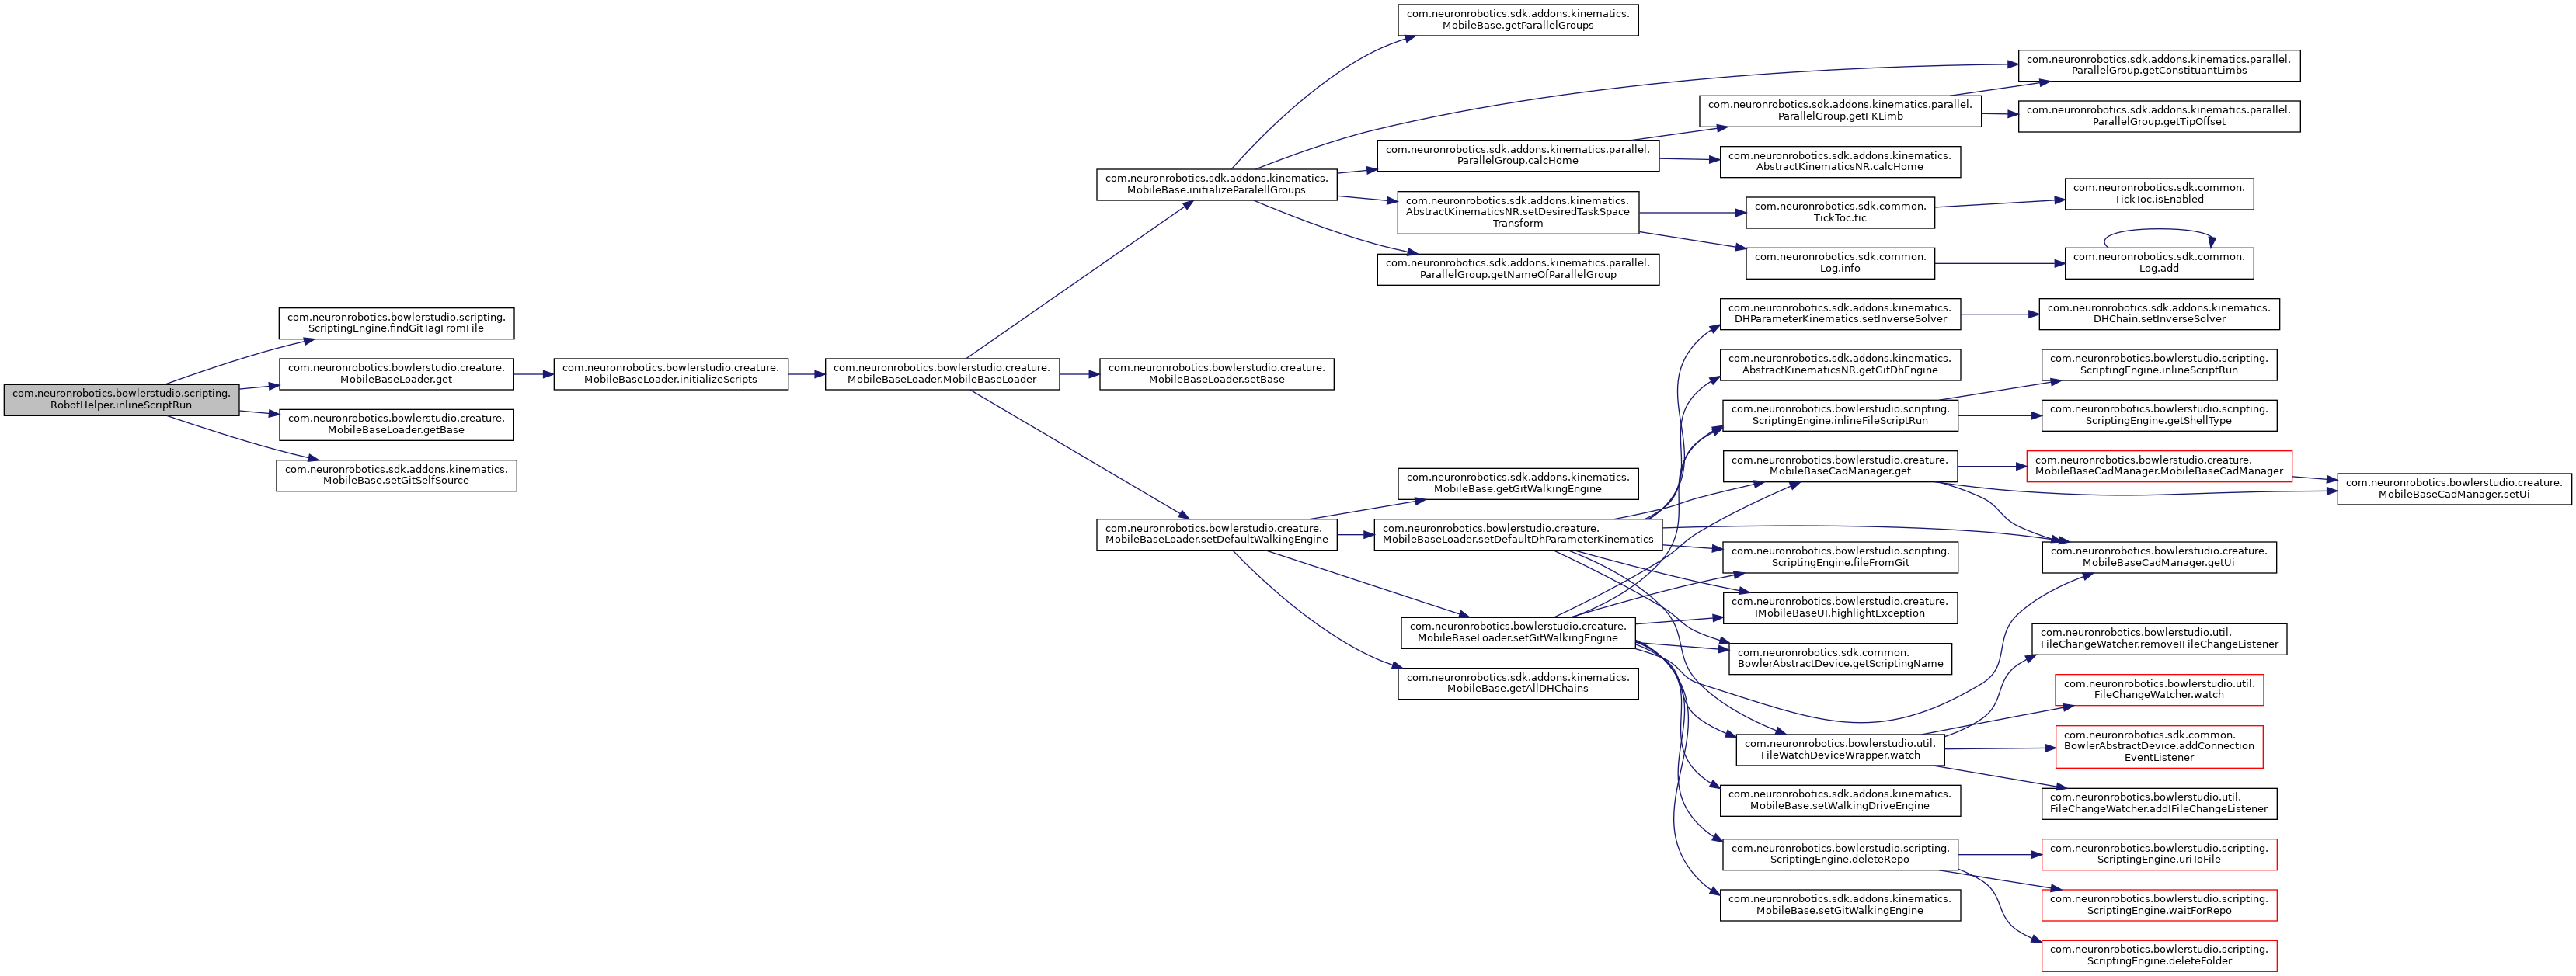 com.neuronrobotics.bowlerstudio.scripting.
RobotHelper.inlineScriptRun
com.neuronrobotics.bowlerstudio.scripting.
ScriptingEngine.findGitTagFromFile
com.neuronrobotics.bowlerstudio.creature.
MobileBaseLoader.get
com.neuronrobotics.bowlerstudio.creature.
MobileBaseLoader.getBase
com.neuronrobotics.sdk.addons.kinematics.
MobileBase.setGitSelfSource
com.neuronrobotics.bowlerstudio.creature.
MobileBaseLoader.initializeScripts
com.neuronrobotics.bowlerstudio.creature.
MobileBaseLoader.MobileBaseLoader
com.neuronrobotics.sdk.addons.kinematics.
MobileBase.initializeParalellGroups
com.neuronrobotics.bowlerstudio.creature.
MobileBaseLoader.setBase
com.neuronrobotics.bowlerstudio.creature.
MobileBaseLoader.setDefaultWalkingEngine
com.neuronrobotics.sdk.addons.kinematics.
MobileBase.getParallelGroups
com.neuronrobotics.sdk.addons.kinematics.parallel.
ParallelGroup.calcHome
com.neuronrobotics.sdk.addons.kinematics.
AbstractKinematicsNR.setDesiredTaskSpace
Transform
com.neuronrobotics.sdk.addons.kinematics.parallel.
ParallelGroup.getNameOfParallelGroup
com.neuronrobotics.sdk.addons.kinematics.
MobileBase.getGitWalkingEngine
com.neuronrobotics.bowlerstudio.creature.
MobileBaseLoader.setDefaultDhParameterKinematics
com.neuronrobotics.bowlerstudio.creature.
MobileBaseLoader.setGitWalkingEngine
com.neuronrobotics.sdk.addons.kinematics.
MobileBase.getAllDHChains
com.neuronrobotics.sdk.addons.kinematics.parallel.
ParallelGroup.getFKLimb
com.neuronrobotics.sdk.addons.kinematics.
AbstractKinematicsNR.calcHome
com.neuronrobotics.sdk.common.
TickToc.tic
com.neuronrobotics.sdk.common.
Log.info
com.neuronrobotics.sdk.addons.kinematics.
DHParameterKinematics.setInverseSolver
com.neuronrobotics.sdk.addons.kinematics.
AbstractKinematicsNR.getGitDhEngine
com.neuronrobotics.bowlerstudio.scripting.
ScriptingEngine.inlineFileScriptRun
com.neuronrobotics.bowlerstudio.creature.
MobileBaseCadManager.get
com.neuronrobotics.bowlerstudio.scripting.
ScriptingEngine.fileFromGit
com.neuronrobotics.bowlerstudio.creature.
IMobileBaseUI.highlightException
com.neuronrobotics.sdk.common.
BowlerAbstractDevice.getScriptingName
com.neuronrobotics.bowlerstudio.util.
FileWatchDeviceWrapper.watch
com.neuronrobotics.sdk.addons.kinematics.
MobileBase.setWalkingDriveEngine
com.neuronrobotics.bowlerstudio.scripting.
ScriptingEngine.deleteRepo
com.neuronrobotics.sdk.addons.kinematics.
MobileBase.setGitWalkingEngine
com.neuronrobotics.sdk.addons.kinematics.parallel.
ParallelGroup.getConstituantLimbs
com.neuronrobotics.sdk.addons.kinematics.parallel.
ParallelGroup.getTipOffset
com.neuronrobotics.sdk.common.
TickToc.isEnabled
com.neuronrobotics.sdk.common.
Log.add
com.neuronrobotics.sdk.addons.kinematics.
DHChain.setInverseSolver
com.neuronrobotics.bowlerstudio.scripting.
ScriptingEngine.inlineScriptRun
com.neuronrobotics.bowlerstudio.scripting.
ScriptingEngine.getShellType
com.neuronrobotics.bowlerstudio.creature.
MobileBaseCadManager.MobileBaseCadManager
com.neuronrobotics.bowlerstudio.creature.
MobileBaseCadManager.setUi
com.neuronrobotics.bowlerstudio.creature.
MobileBaseCadManager.getUi
com.neuronrobotics.bowlerstudio.util.
FileChangeWatcher.removeIFileChangeListener
com.neuronrobotics.bowlerstudio.util.
FileChangeWatcher.watch
com.neuronrobotics.sdk.common.
BowlerAbstractDevice.addConnection
EventListener
com.neuronrobotics.bowlerstudio.util.
FileChangeWatcher.addIFileChangeListener
com.neuronrobotics.bowlerstudio.scripting.
ScriptingEngine.uriToFile
com.neuronrobotics.bowlerstudio.scripting.
ScriptingEngine.waitForRepo
com.neuronrobotics.bowlerstudio.scripting.
ScriptingEngine.deleteFolder